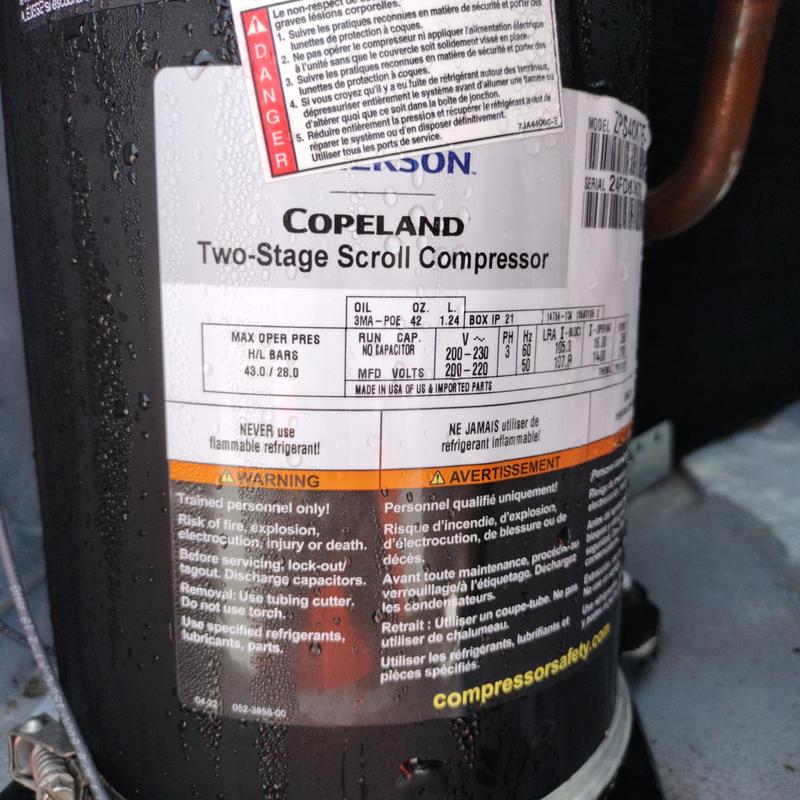 Le non-respect de
graves lésions corporelles.
DANGER
1. Suivre les pratiques reconnues en matière de sécurité et porter des
lunettes de protection à coques.
2. Ne pas opérer le compresseur ni appliquer l'alimentation électrique
à l'unité sans que le couvercle soit solidement vissé en place.
3. Suivre les pratiques reconnues en matière de sécurité et porter des
lunettes de protection à coques.
4. Si vous croyez qu'il y a eu fuite de réfrigérant autour des terminaux,
dépressuriser entièrement le système avant d'allumer une flamme ou
d'altérer quoi que ce soit dans la boîte de jonction.
5. Réduire entièrement la pression et récupérer le réfrigérant avant de
réparer le système ou d'en disposer définitivement.
Utiliser tous les ports de service.
7JA4406C-E
ERSON
MODEL
SERIAL
COPELAND
Two-Stage Scroll Compressor
OIL OZ. L.
3MA-POE 42 1.24 BOX IP 21
MAX OPER PRES
H/L BARS
43.0 / 28.0
RUN CAP. V ~ PH Hz LRA
NO CAPACITOR 200-230 3 60 105.3
MFD VOLTS 200-220 50 107.8
MADE IN USA OF US & IMPORTED PARTS
NEVER use
flammable refrigerant!
NE JAMAIS utiliser de
refrigerant inflammable!
WARNING
Trained personnel only!
Risk of fire, explosion,
electrocution, injury or death.
Before servicing, lock-out/
tagout. Discharge capacitors.
Removal: Use tubing cutter.
Do not use torch.
Use specified refrigerants,
lubricants, parts.
AVERTISSEMENT
Personnel qualifié uniquement!
Risque d'incendie, d'explosion,
d'électrocution, de blessure ou de
décès.
Avant toute maintenance, procéder au
verrouillage/à l'étiquetage. Décharger
les condensateurs.
Retrait : Utiliser un coupe-tube. Ne pas
utiliser de chalumeau.
Utiliser les réfrigérants, lubrifiants et
pièces spécifiés.
compressorsafety.com
04-22 052-3858-00